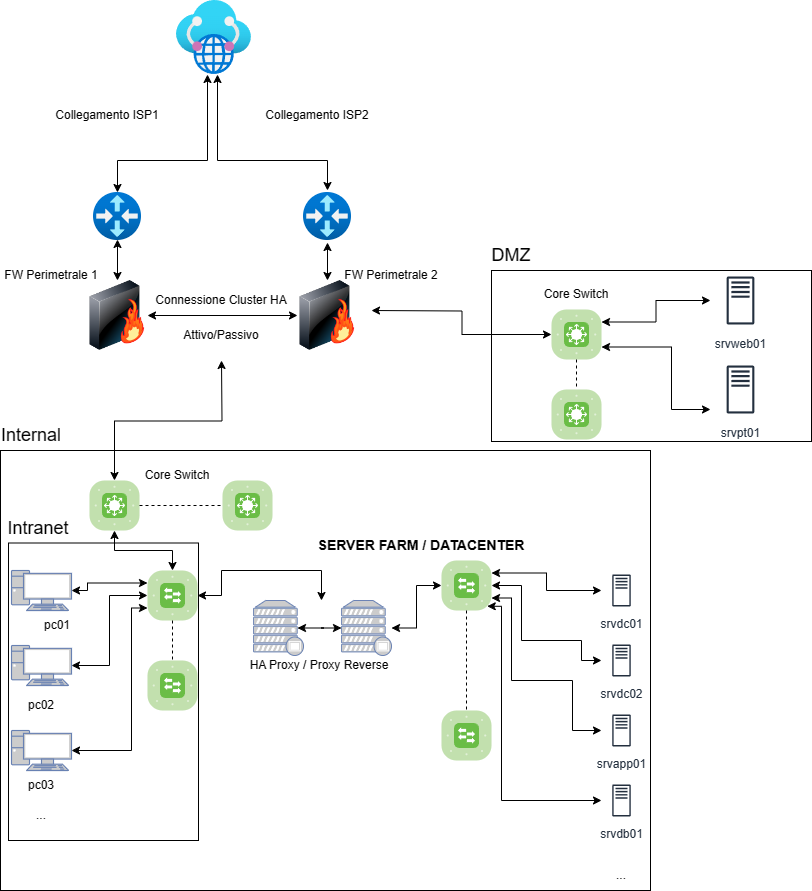 Collegamento ISP1
Collegamento ISP2
FW Perimetrale 1
FW Perimetrale 2
Connessione Cluster HA
Attivo/Passivo
DMZ
Core Switch
srvweb01
srvpt01
Internal
Core Switch
Intranet
SERVER FARM / DATACENTER
pc01
pc02
pc03
...
HA Proxy / Proxy Reverse
srvdc01
srvdc02
srvapp01
srvdb01
...